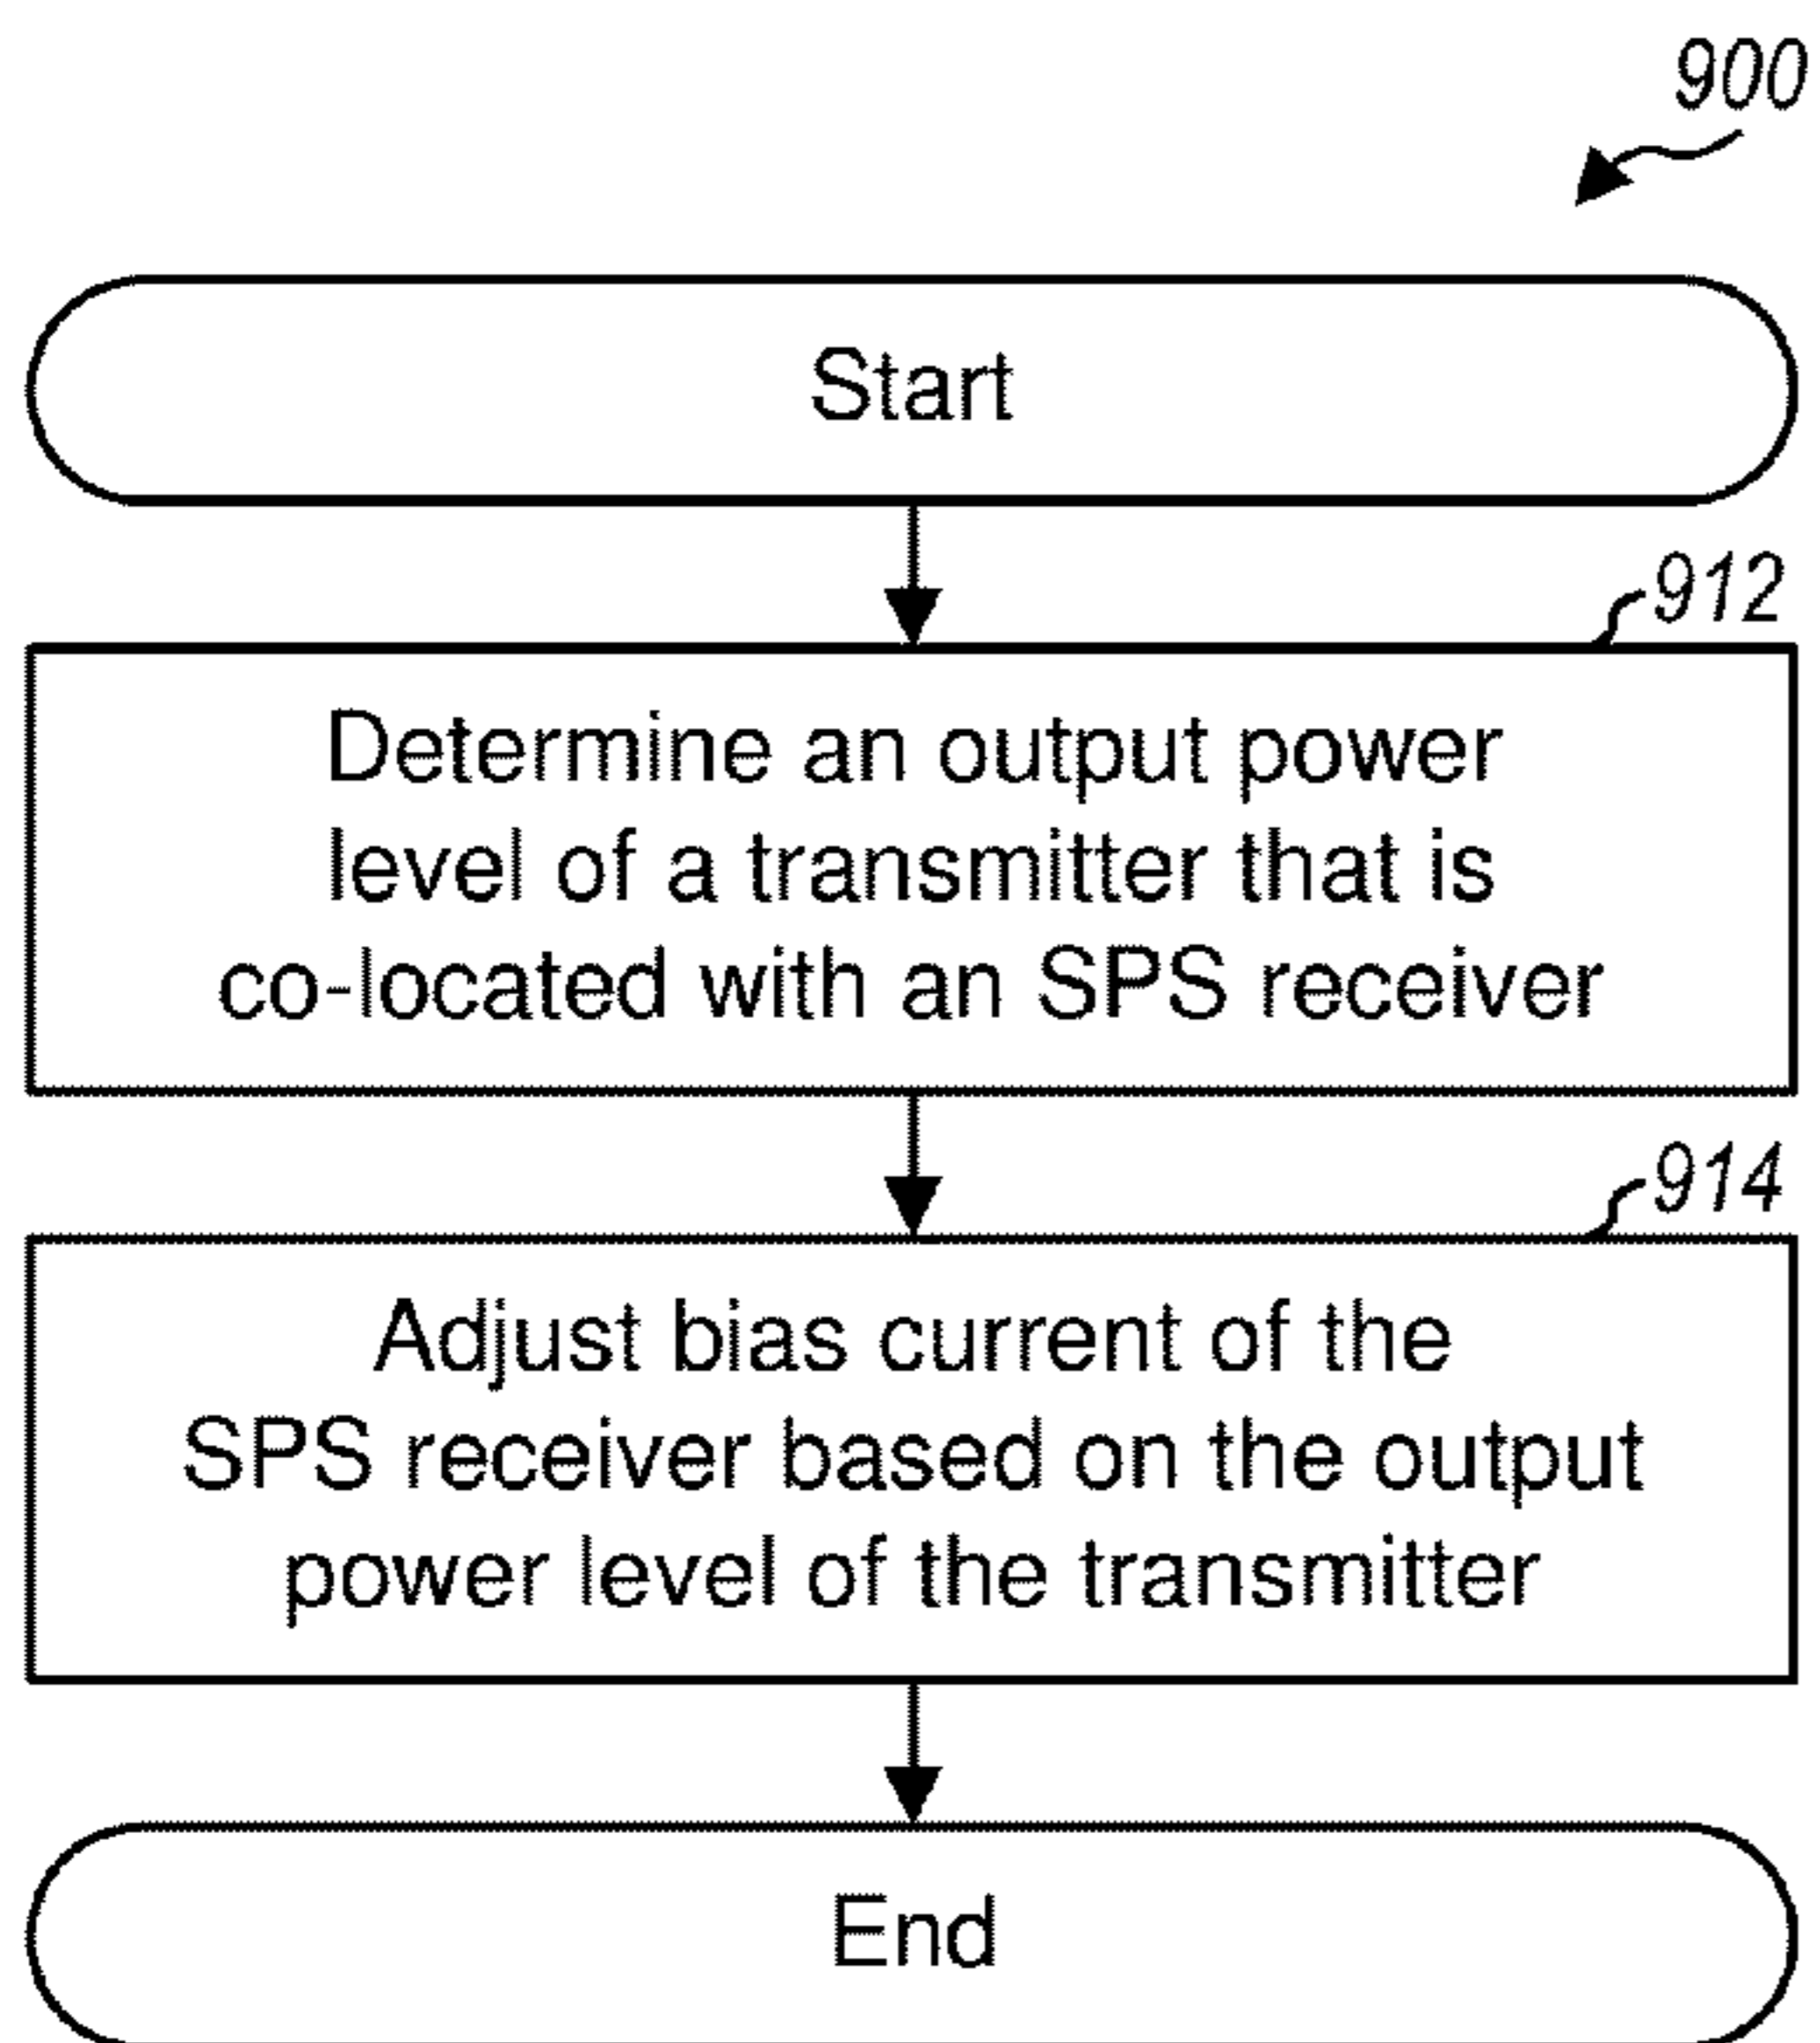 900
Start
912
Determine an output power
level of a transmitter that is
co-located with an SPS receiver
914
Adjust bias current of the
SPS receiver based on the output
power level of the transmitter
End